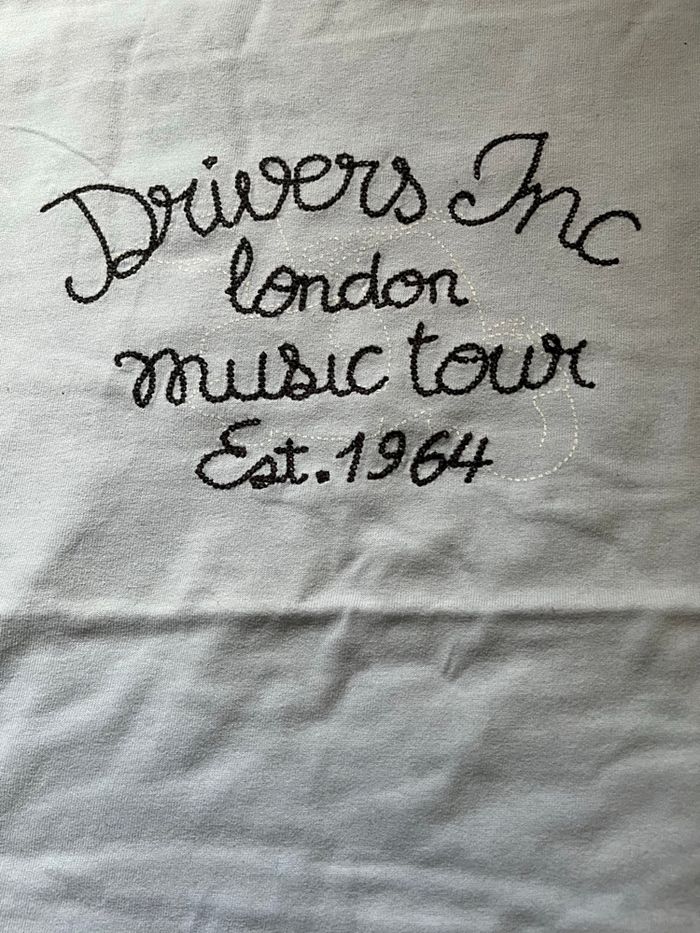 Drivers Inc
london
music tour
Est. 1964